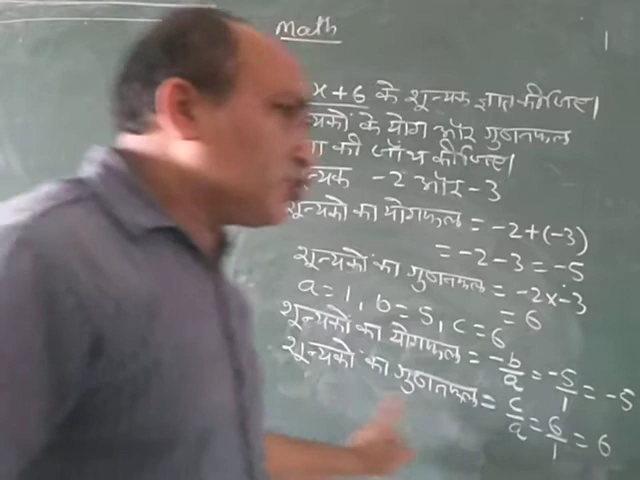 Math
x + 6 के शून्यक ज्ञात कीजिए।
के योग और गुणनफल
की जाँच कीजिए।
-2 और -3
शून्यकों का योगफल = -2+(-3)
= -2-3 = -5
शून्यकों का गुणनफल = -2x-3
= 6
a = 1, b = 5, c = 6
शून्यकों का योगफल = -b/a = -5/1 = -5
शून्यकों का गुणनफल = c/a = 6/1 = 6